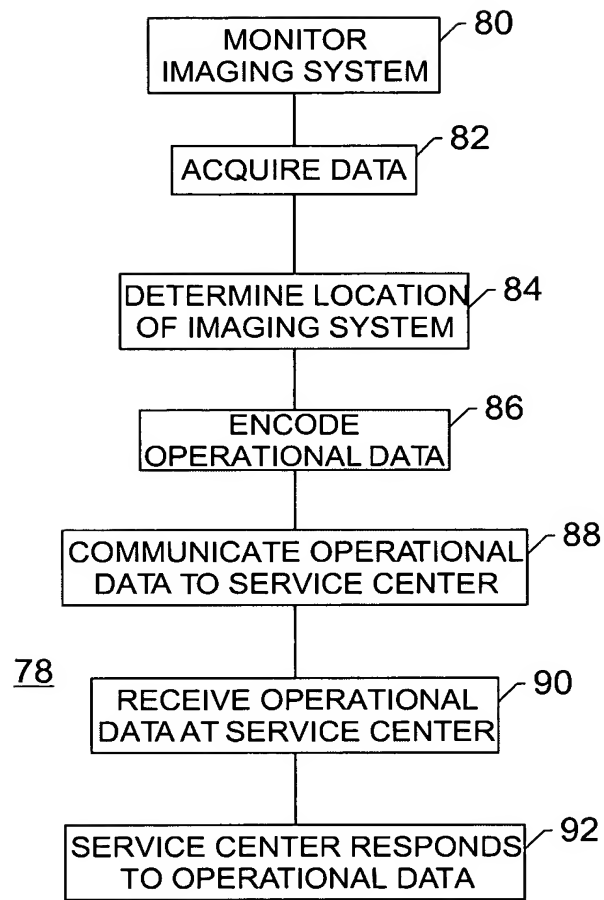 MONITOR
IMAGING SYSTEM
80
ACQUIRE DATA
82
DETERMINE LOCATION
OF IMAGING SYSTEM
84
ENCODE
OPERATIONAL DATA
86
COMMUNICATE OPERATIONAL
DATA TO SERVICE CENTER
88
78
RECEIVE OPERATIONAL
DATA AT SERVICE CENTER
90
SERVICE CENTER RESPONDS
TO OPERATIONAL DATA
92